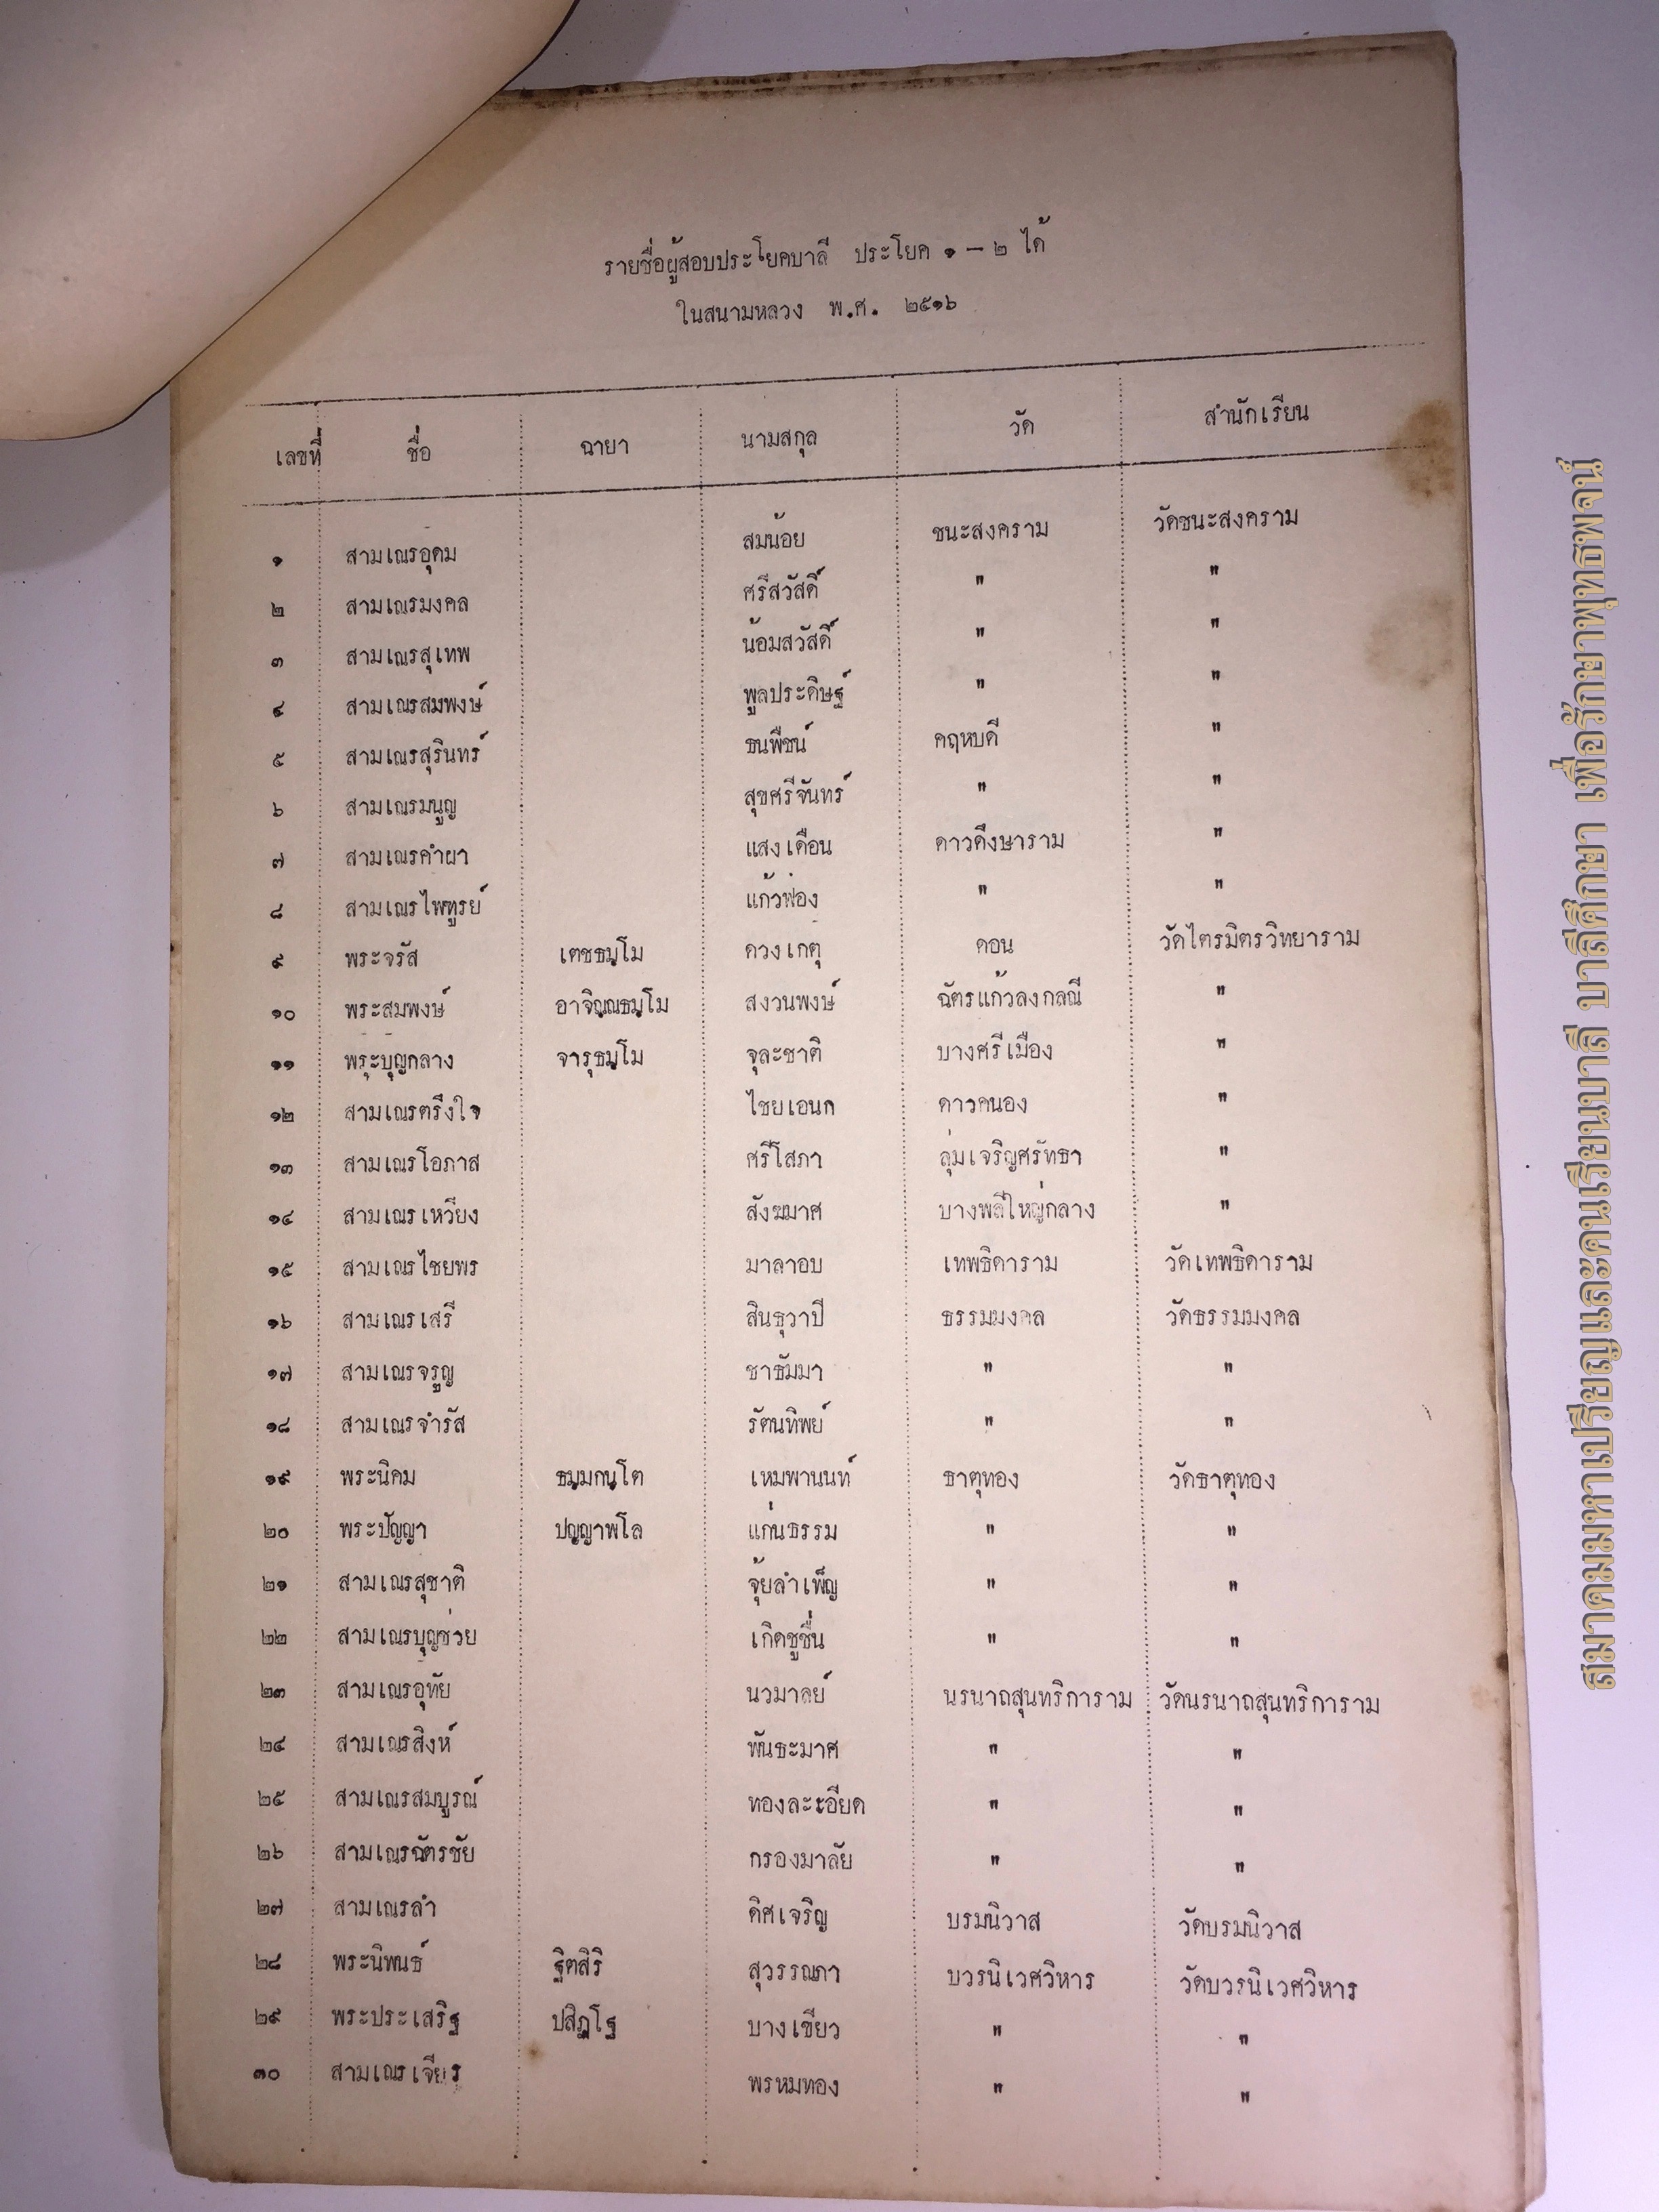 รายชื่อผู้สอบประโยคบาลี ประโยค ๑ - ๒ ได้
ในสนามหลวง พ.ศ. ๒๕๑๖
เลขที่ ชื่อ ฉายา นามสกุล วัด สำนักเรียน
๑ สามเณรอุดม สมน้อย ชนะสงคราม วัดชนะสงคราม
๒ สามเณรมงคล ศรีสวัสดิ์ " "
๓ สามเณรสุเทพ น้อมสวัสดิ์ " "
๔ สามเณรสมพงษ์ พูลประดิษฐ์ " "
๕ สามเณรสุรินทร์ ธนพืชน์ คฤหบดี "
๖ สามเณรมนูญ สุขศรีจันทร์ " "
๗ สามเณรคำผา แสงเดือน ดาวดึงษาราม "
๘ สามเณรไพฑูรย์ แก้วฟอง " "
๙ พระจรัส เตชธมฺโม ดวงเกตุ ดอน วัดไตรมิตรวิทยาราม
๑๐ พระสมพงษ์ อาจิณฺณธมฺโม สงวนพงษ์ ฉัตรแก้วลงกลณี "
๑๑ พระบุญกลาง จารุธมฺโม จุละชาติ บางศรีเมือง "
๑๒ สามเณรตรึงใจ ไชยเอนก ดาวคนอง "
๑๓ สามเณรโอภาส ศรีโสภา ลุ่มเจริญศรัทธา "
๑๔ สามเณรเหวียง สังฆมาศ บางพลีใหญ่กลาง "
๑๕ สามเณรไชยพร มาลาอบ เทพธิดาราม วัดเทพธิดาราม
๑๖ สามเณรเสรี สินธุวาปี ธรรมมงคล วัดธรรมมงคล
๑๗ สามเณรจรูญ ชาธัมมา " "
๑๘ สามเณรจำรัส รัตนทิพย์ " "
๑๙ พระนิคม ธมฺมกนฺโต เหมพานนท์ ธาตุทอง วัดธาตุทอง
๒๐ พระปัญญา ปญฺญาพโล แก่นธรรม " "
๒๑ สามเณรสุชาติ จุ้ยลำเพ็ญ " "
๒๒ สามเณรบุญช่วย เกิดชูชื่น " "
๒๓ สามเณรอุทัย นวมาลย์ นรนาถสุนทริการาม วัดนรนาถสุนทริการาม
๒๔ สามเณรสิงห์ พันธะมาศ " "
๒๕ สามเณรสมบูรณ์ ทองละเอียด " "
๒๖ สามเณรฉัตรชัย กรองมาลัย " "
๒๗ สามเณรลำ ดิศเจริญ บรมนิวาส วัดบรมนิวาส
๒๘ พระนิพนธ์ ฐิตสิริ สุวรรณภา บวรนิเวศวิหาร วัดบวรนิเวศวิหาร
๒๙ พระประเสริฐ ปสิฏฺโฐ บางเขียว " "
๓๐ สามเณรเจียร พรหมทอง " "
สมาคมมหาเปรียญและคนเรียนบาลี บาลีศึกษา เพื่อรักษาพุทธพจน์